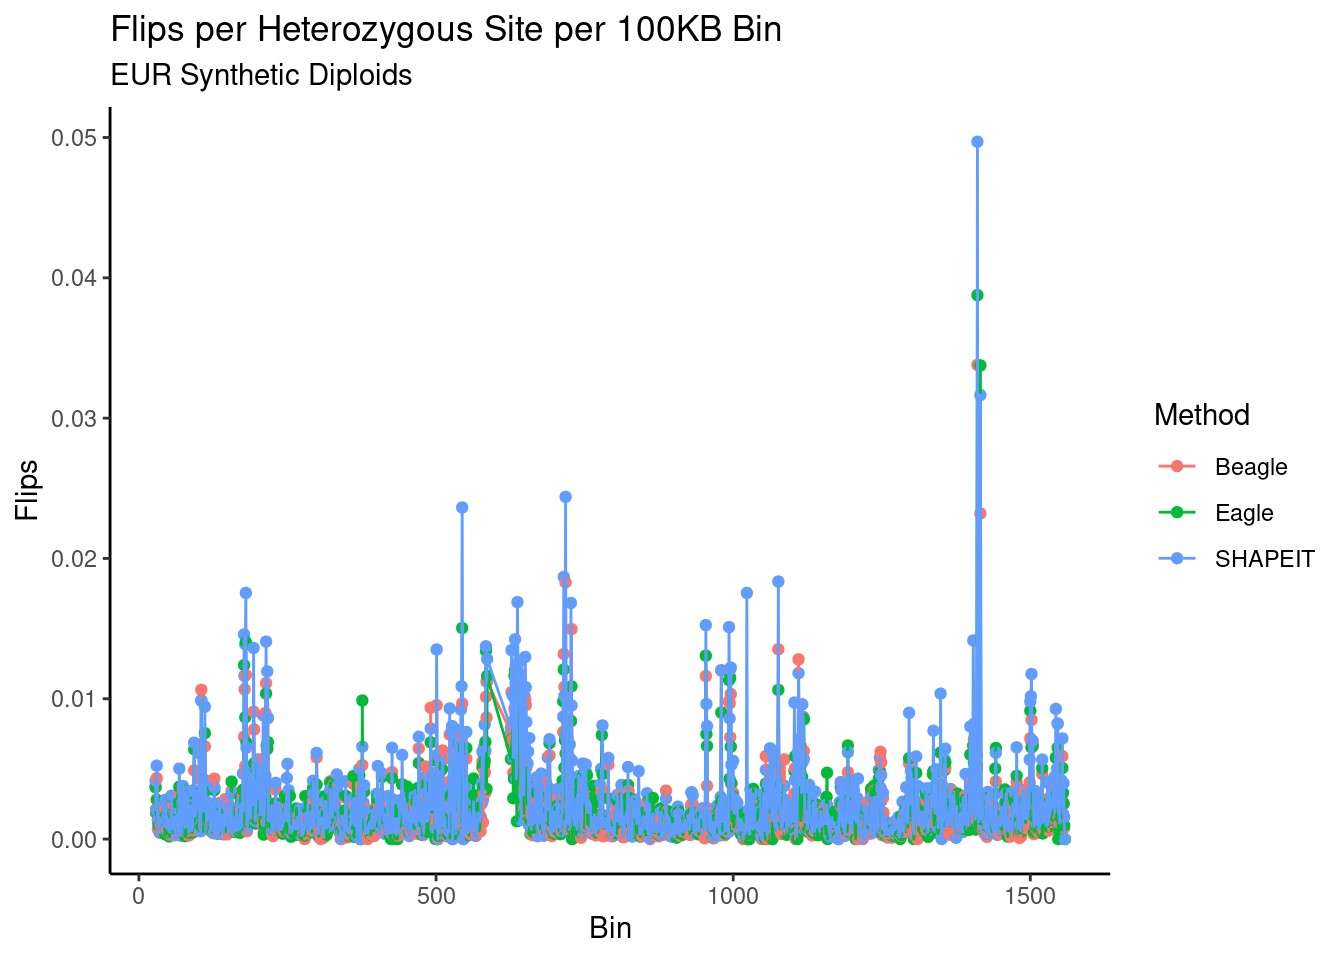 Flips per Heterozygous Site per 100KB Bin
EUR Synthetic Diploids
0.05
0.04
0.03
0.02
0.01
0.00
Flips
0
500
1000
1500
Bin
Method
Beagle
Eagle
SHAPEIT